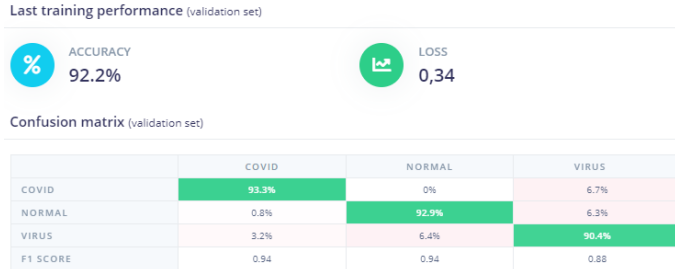 Last training performance (validation set)
% ACCURACY
92.2%
LOSS
0,34
Confusion matrix (validation set)
COVID NORMAL VIRUS
COVID 93.3% 0% 6.7%
NORMAL 0.8% 92.9% 6.3%
VIRUS 3.2% 6.4% 90.4%
F1 SCORE 0.94 0.94 0.88